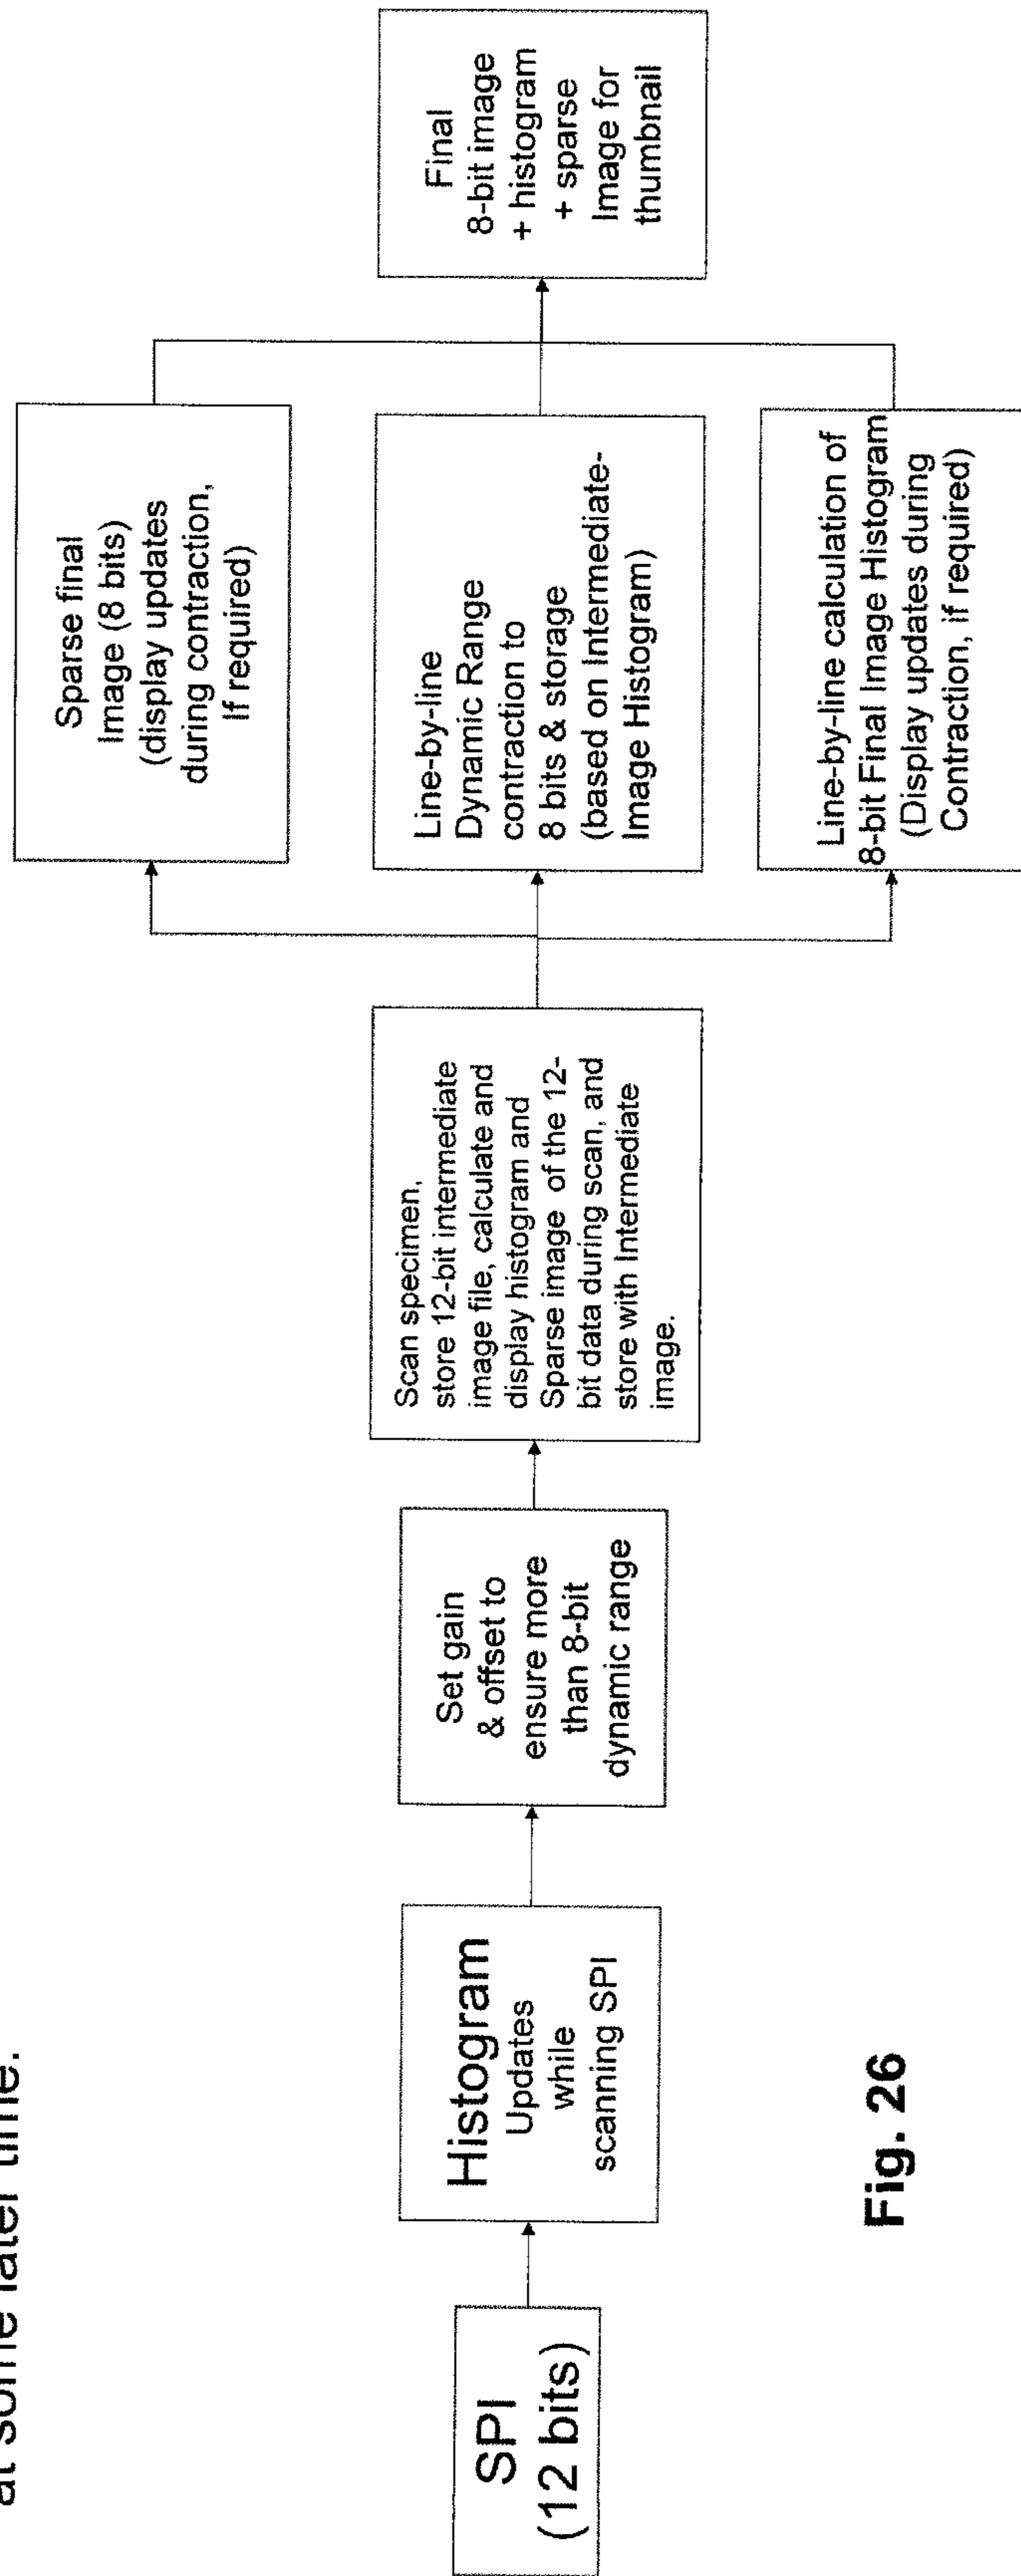 at some later time.
SPI
(12 bits)
Histogram
Updates
while
scanning SPI
Set gain
& offset to
ensure more
than 8-bit
dynamic range
Scan specimen,
store 12-bit intermediate
image file, calculate and
display histogram and
Sparse image of the 12-
bit data during scan, and
store with Intermediate
image.
Sparse final
Image (8 bits)
(display updates
during contraction,
If required)
Line-by-line
Dynamic Range
contraction to
8 bits & storage
(based on Intermediate-
Image Histogram)
Line-by-line calculation of
8-bit Final Image Histogram
(Display updates during
Contraction, if required)
Final
8-bit image
+ histogram
+ sparse
Image for
thumbnail
Fig. 26